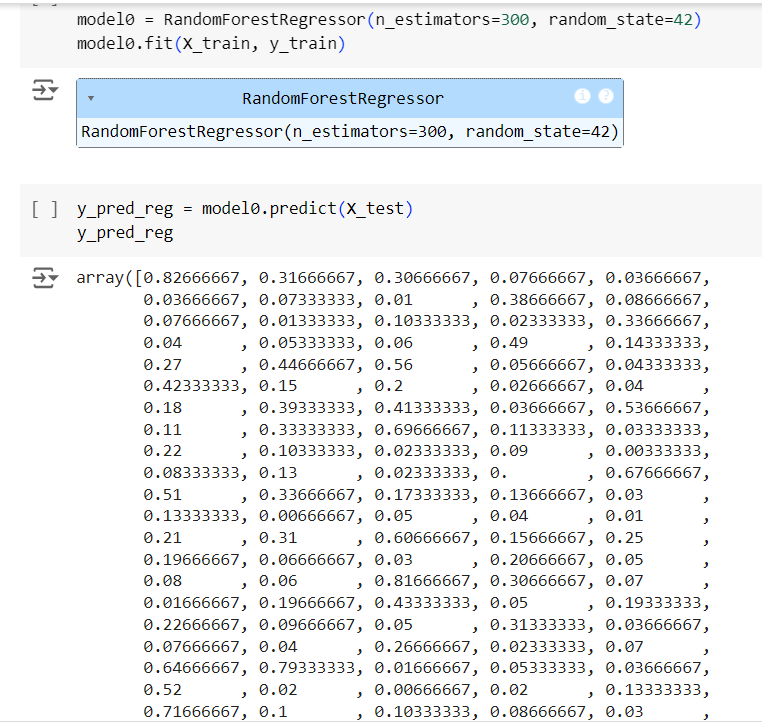 [ ]
model0 = RandomForestRegressor(n_estimators=300, random_state=42)
model0.fit(X_train, y_train)
RandomForestRegressor
RandomForestRegressor(n_estimators=300, random_state=42)
[ ] y_pred_reg = model0.predict(X_test)
y_pred_reg
array([0.82666667, 0.31666667, 0.30666667, 0.07666667, 0.03666667,
0.03666667, 0.07333333, 0.01      , 0.38666667, 0.08666667,
0.07666667, 0.01333333, 0.10333333, 0.02333333, 0.33666667,
0.04      , 0.05333333, 0.06      , 0.49      , 0.14333333,
0.27      , 0.44666667, 0.56      , 0.05666667, 0.04333333,
0.42333333, 0.15      , 0.2       , 0.02666667, 0.04      ,
0.18      , 0.39333333, 0.41333333, 0.03666667, 0.53666667,
0.11      , 0.33333333, 0.69666667, 0.11333333, 0.03333333,
0.22      , 0.10333333, 0.02333333, 0.09      , 0.00333333,
0.08333333, 0.13      , 0.02333333, 0.        , 0.67666667,
0.51      , 0.33666667, 0.17333333, 0.13666667, 0.03      ,
0.13333333, 0.00666667, 0.05      , 0.04      , 0.01      ,
0.21      , 0.31      , 0.60666667, 0.15666667, 0.25      ,
0.19666667, 0.06666667, 0.03      , 0.20666667, 0.05      ,
0.08      , 0.06      , 0.81666667, 0.30666667, 0.07      ,
0.01666667, 0.19666667, 0.43333333, 0.05      , 0.19333333,
0.22666667, 0.09666667, 0.05      , 0.31333333, 0.03666667,
0.07666667, 0.04      , 0.26666667, 0.02333333, 0.07      ,
0.64666667, 0.79333333, 0.01666667, 0.05333333, 0.03666667,
0.52      , 0.02      , 0.00666667, 0.02      , 0.13333333,
0.71666667, 0.1       , 0.10333333, 0.08666667, 0.03      ,